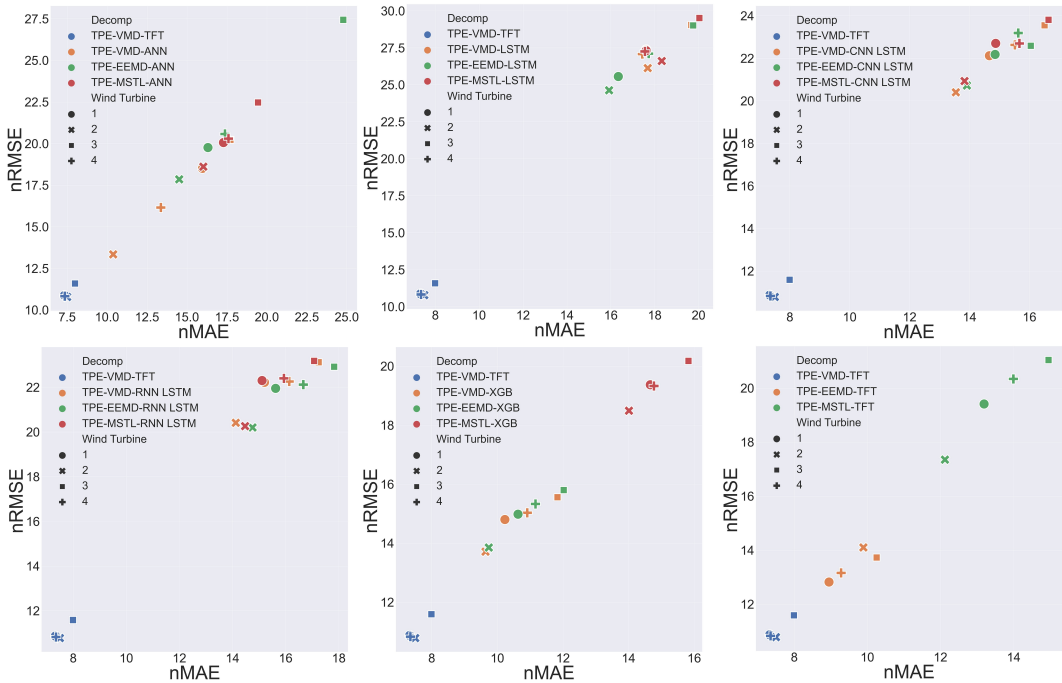 27.5
25.0
22.5
20.0
17.5
15.0
12.5
10.0
nRMSE
Decomp
TPE-VMD-TFT
TPE-VMD-ANN
TPE-EEMD-ANN
TPE-MSTL-ANN
Wind Turbine
1
2
3
4
7.5 10.0 12.5 15.0 17.5 20.0 22.5 25.0
nMAE
30.0
27.5
25.0
22.5
20.0
17.5
15.0
12.5
10.0
nRMSE
Decomp
TPE-VMD-TFT
TPE-VMD-LSTM
TPE-EEMD-LSTM
TPE-MSTL-LSTM
Wind Turbine
1
2
3
4
8 10 12 14 16 18 20
nMAE
24
22
20
18
16
14
12
nRMSE
Decomp
TPE-VMD-TFT
TPE-VMD-CNN LSTM
TPE-EEMD-CNN LSTM
TPE-MSTL-CNN LSTM
Wind Turbine
1
2
3
4
8 10 12 14 16
nMAE
22
20
18
16
14
12
nRMSE
Decomp
TPE-VMD-TFT
TPE-VMD-RNN LSTM
TPE-EEMD-RNN LSTM
TPE-MSTL-RNN LSTM
Wind Turbine
1
2
3
4
8 10 12 14 16 18
nMAE
20
18
16
14
12
nRMSE
Decomp
TPE-VMD-TFT
TPE-VMD-XGB
TPE-EEMD-XGB
TPE-MSTL-XGB
Wind Turbine
1
2
3
4
8 10 12 14 16
nMAE
20
18
16
14
12
nRMSE
Decomp
TPE-VMD-TFT
TPE-EEMD-TFT
TPE-MSTL-TFT
Wind Turbine
1
2
3
4
8 10 12 14
nMAE